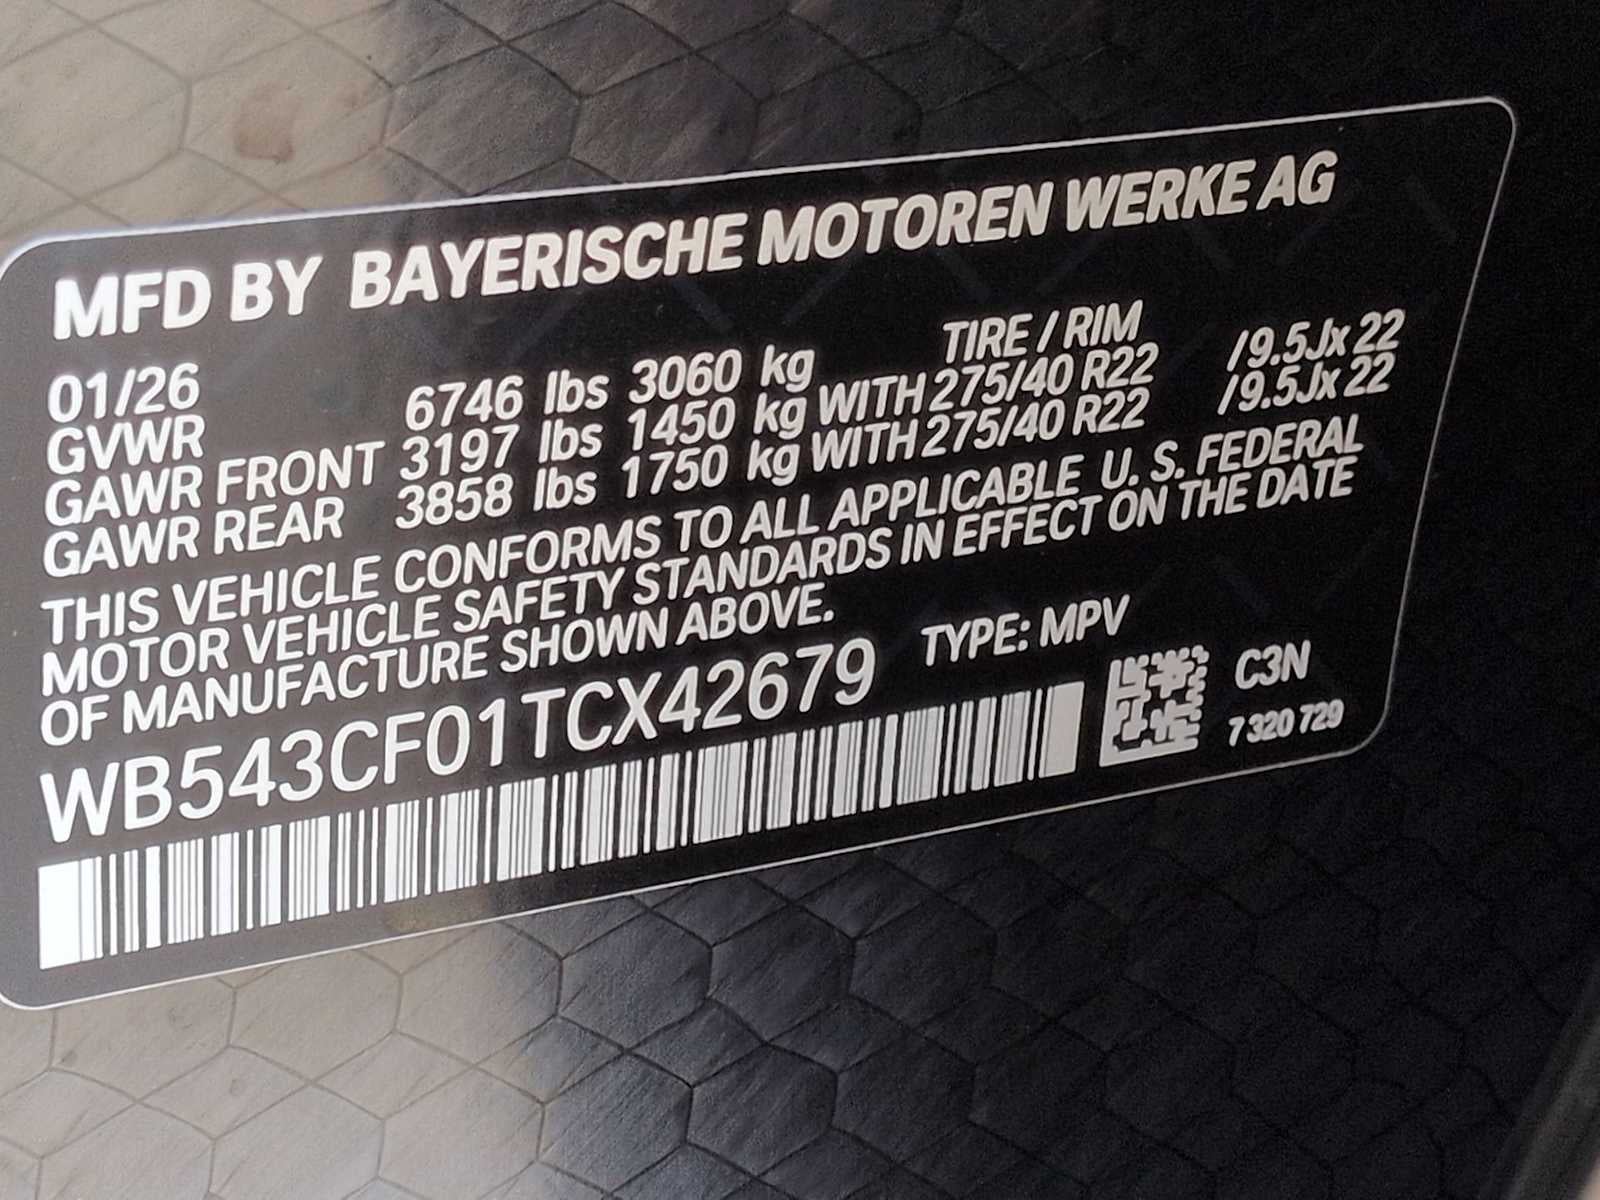 MFD BY BAYERISCHE MOTOREN WERKE AG
01/26 TIRE / RIM
GVWR 6746 lbs 3060 kg
GAWR FRONT 3197 lbs 1450 kg WITH 275/40 R22 /9.5Jx 22
GAWR REAR 3858 lbs 1750 kg WITH 275/40 R22 /9.5Jx 22
THIS VEHICLE CONFORMS TO ALL APPLICABLE U. S. FEDERAL
MOTOR VEHICLE SAFETY STANDARDS IN EFFECT ON THE DATE
OF MANUFACTURE SHOWN ABOVE.
WB543CF01TCX42679 TYPE: MPV
C3N
7 320 729